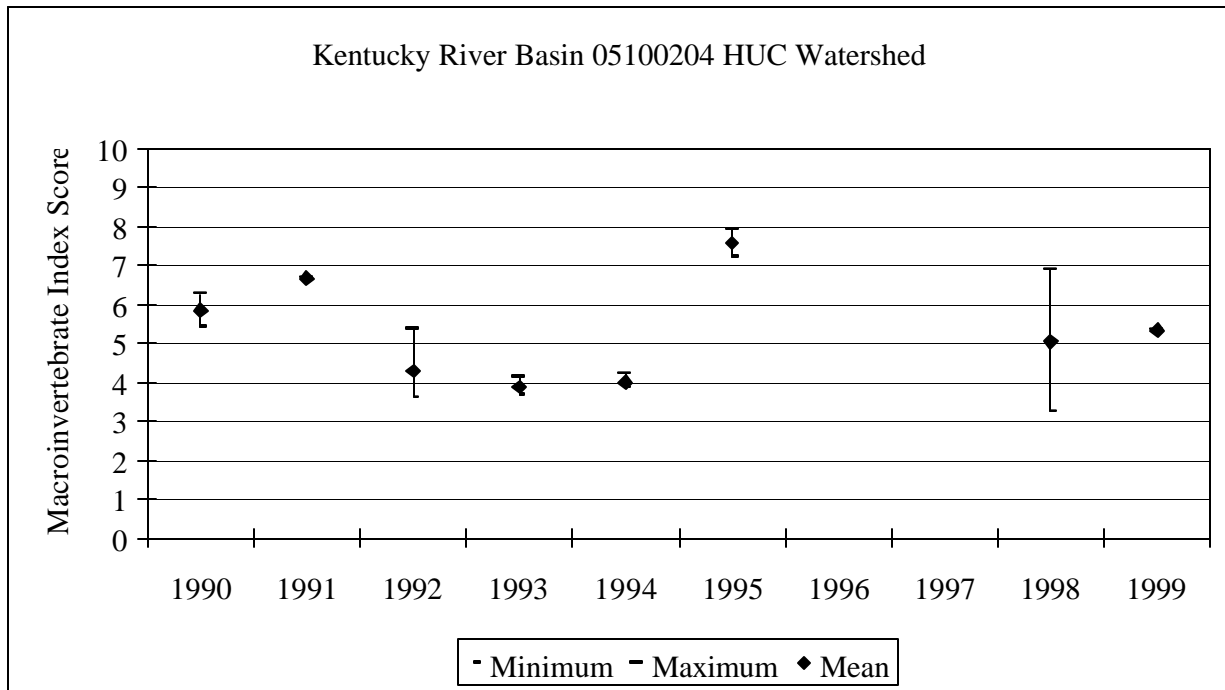 Kentucky River Basin 05100204 HUC Watershed
Macroinvertebrate Index Score
10
9
8
7
6
5
4
3
2
1
0
1990 1991 1992 1993 1994 1995 1996 1997 1998 1999
Minimum Maximum Mean